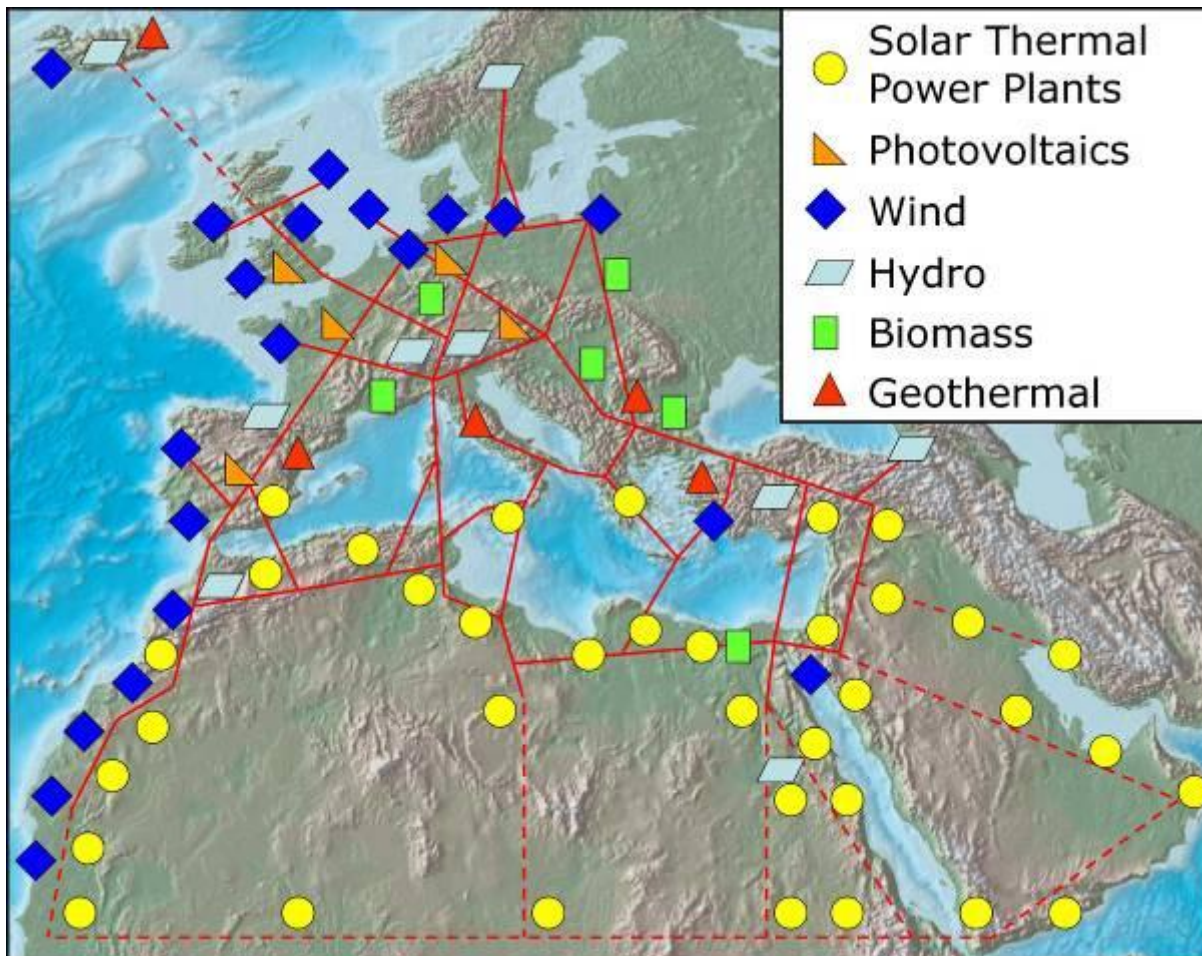 Solar Thermal
Power Plants
Photovoltaics
Wind
Hydro
Biomass
Geothermal